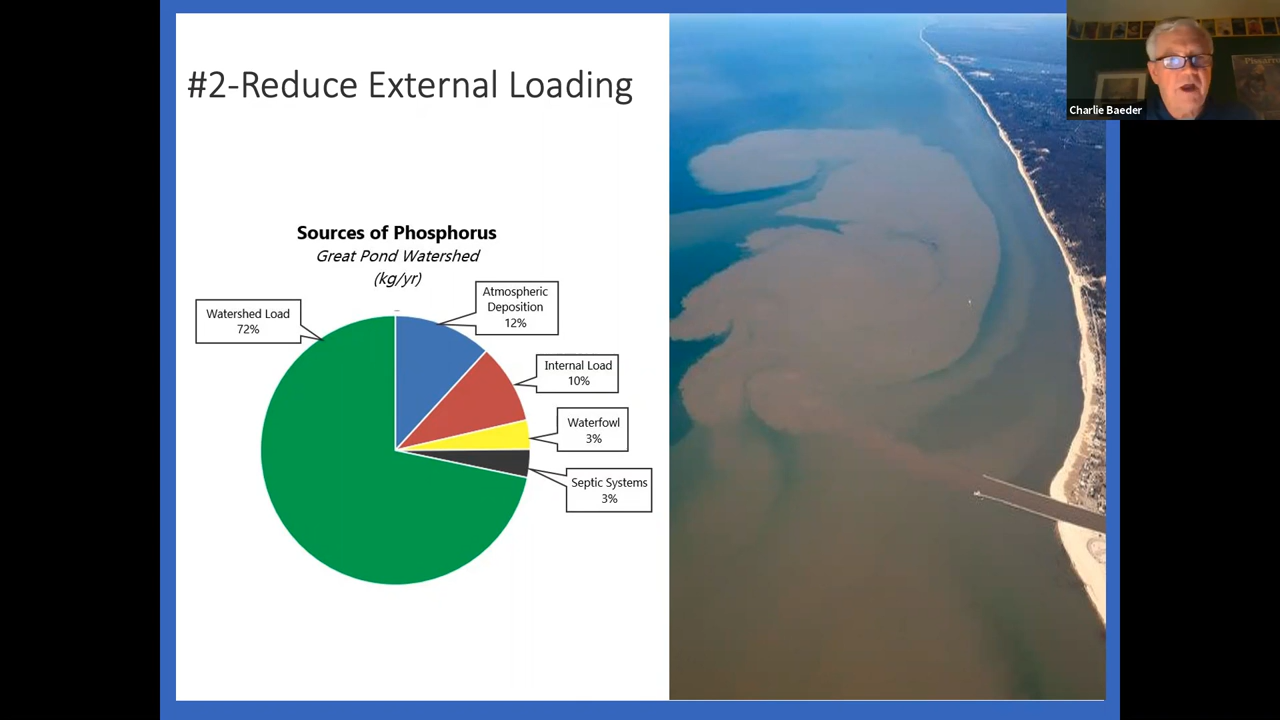 #2-Reduce External Loading
Sources of Phosphorus
Great Pond Watershed
(kg/yr)
Atmospheric
Deposition
12%
Watershed Load
72%
Internal Load
10%
Waterfowl
3%
Septic Systems
3%
Charlie Baeder